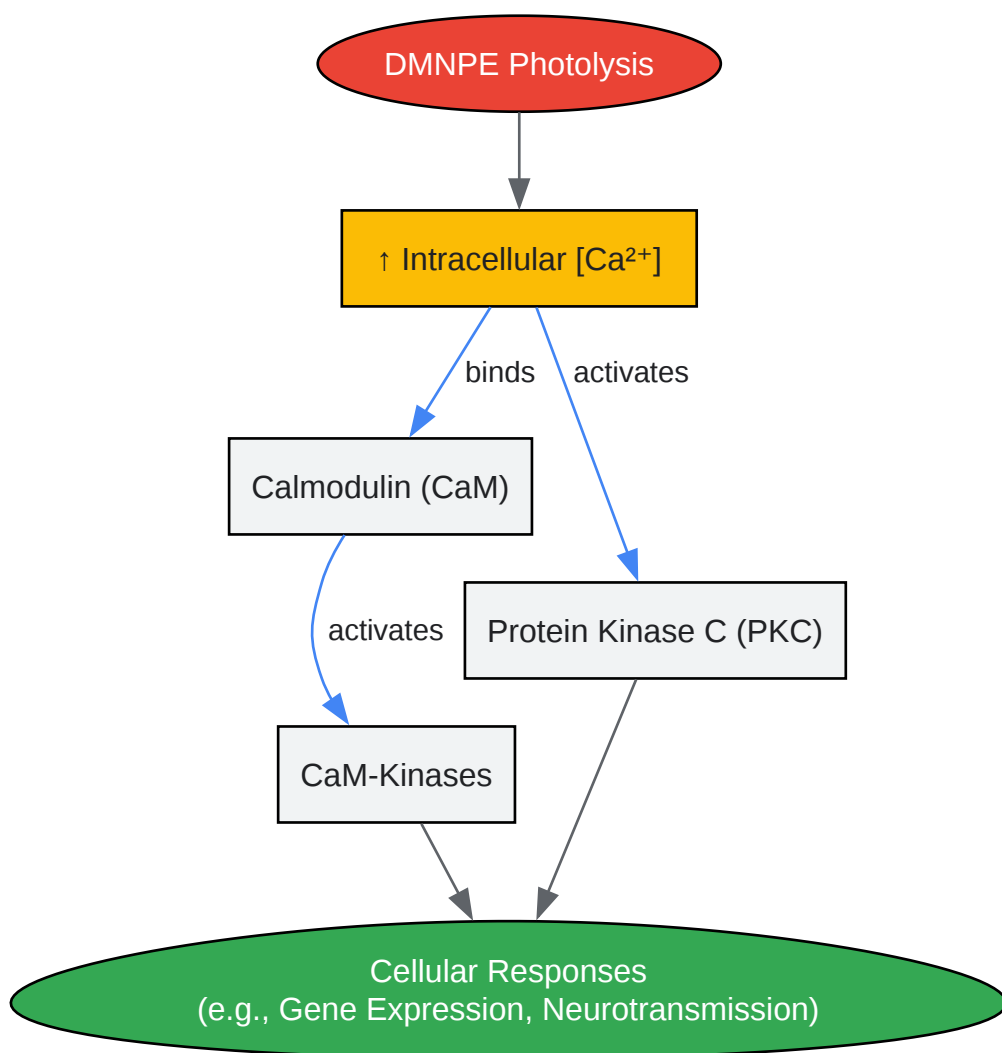 DMNPE Photolysis
↑ Intracellular [Ca²⁺]
binds
activates
Calmodulin (CaM)
activates
Protein Kinase C (PKC)
CaM-Kinases
Cellular Responses
(e.g., Gene Expression, Neurotransmission)